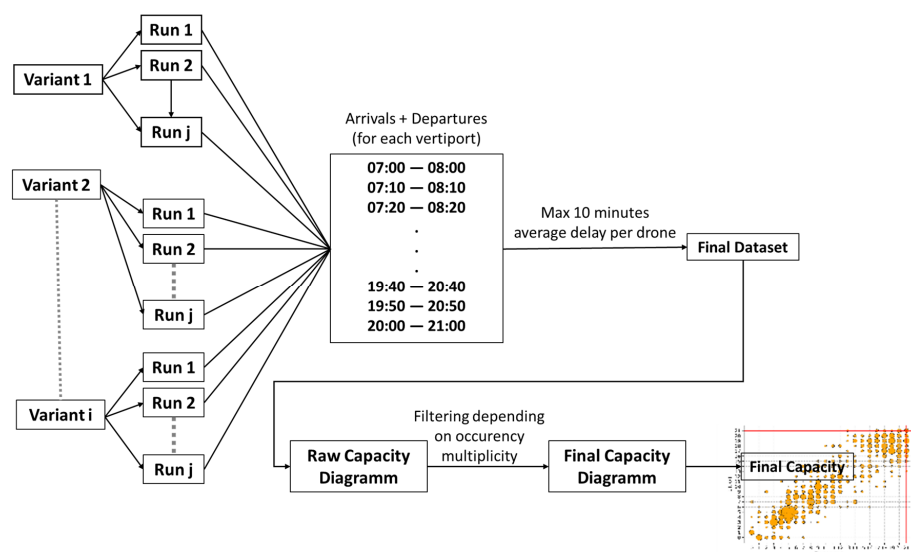 Variant 1
Run 1
Run 2
Run j
Variant 2
Run 1
Run 2
Run j
Variant i
Run 1
Run 2
Run j
Arrivals + Departures
(for each vertiport)
07:00 — 08:00
07:10 — 08:10
07:20 — 08:20
.
.
.
19:40 — 20:40
19:50 — 20:50
20:00 — 21:00
Max 10 minutes
average delay per drone
Final Dataset
Raw Capacity
Diagramm
Filtering depending
on occurency
multiplicity
Final Capacity
Diagramm
Final Capacity